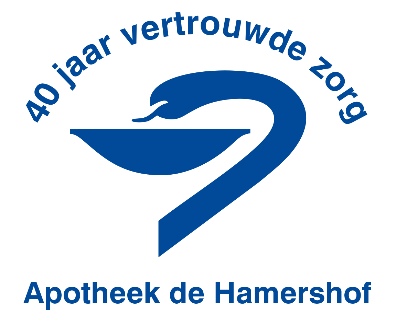 40 jaar vertrouwde zorg
Apotheek de Hamershof